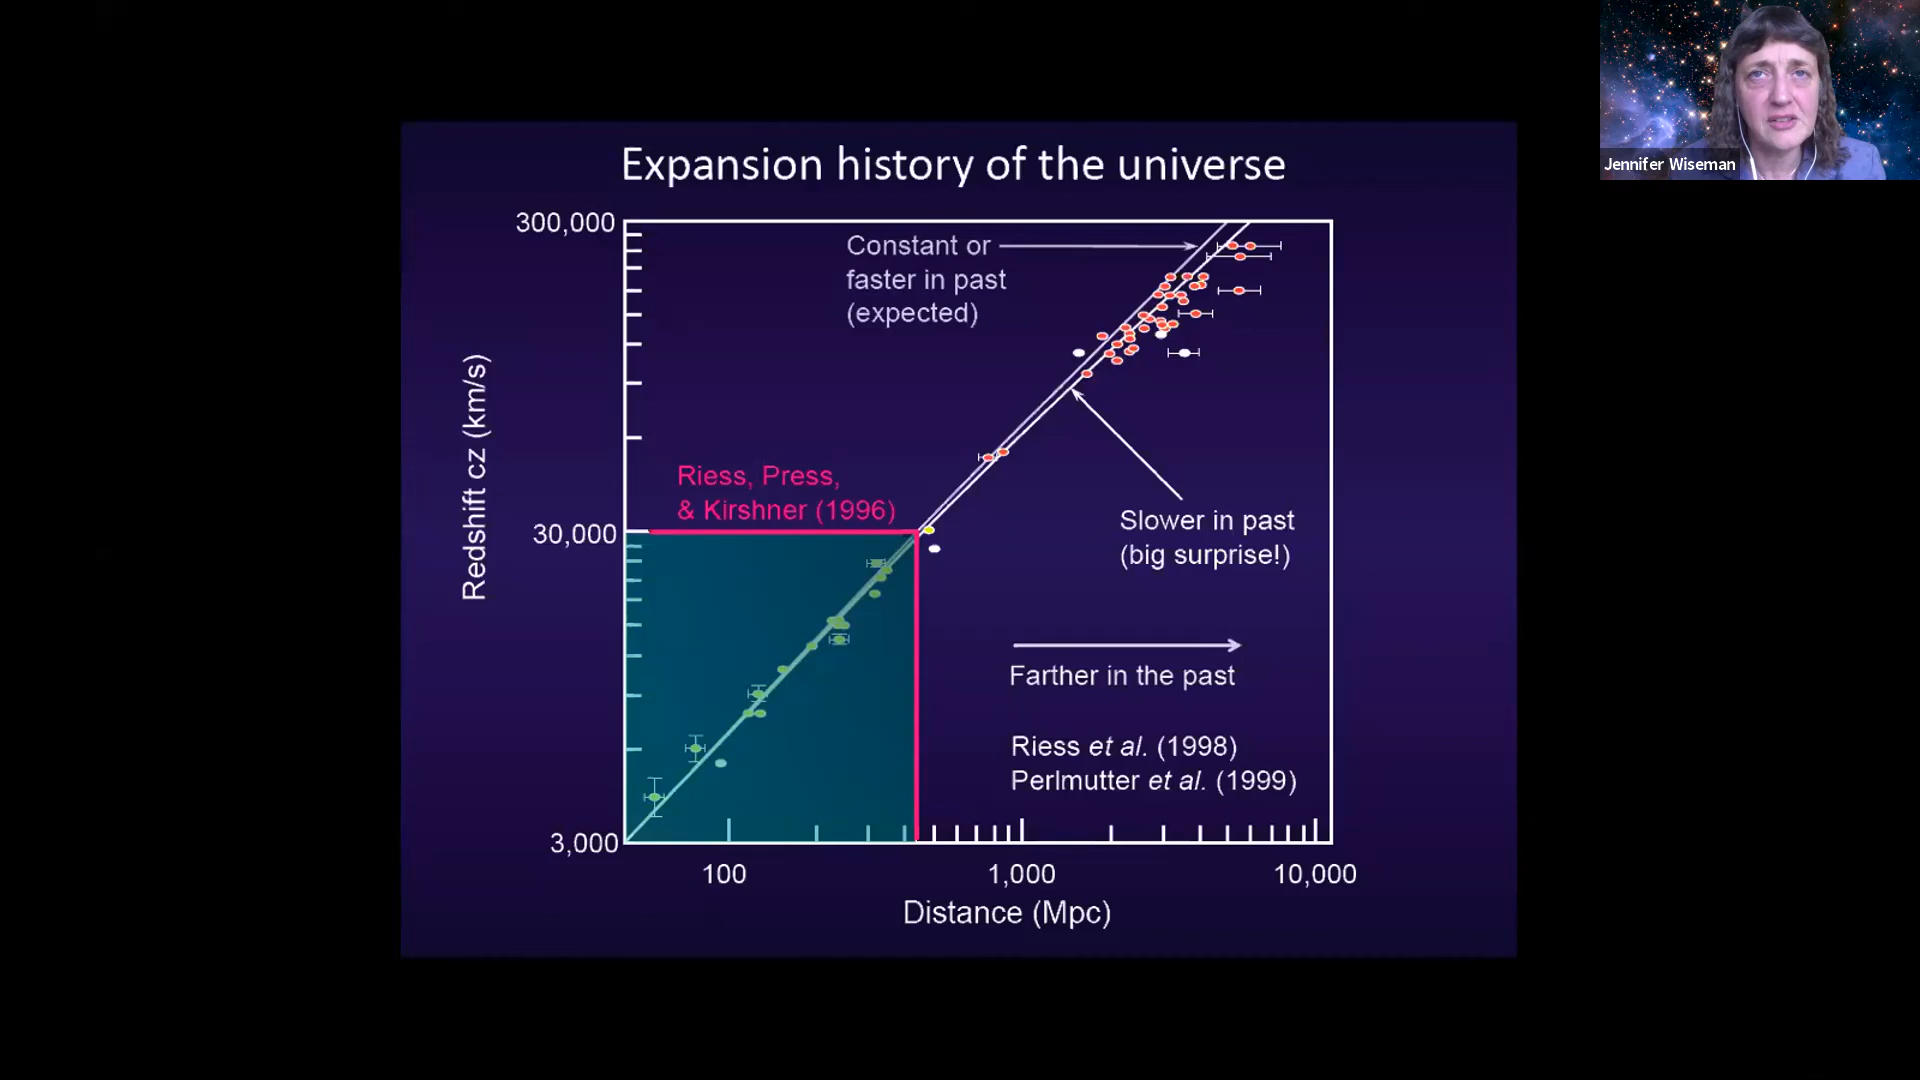 Expansion history of the universe
300,000
Constant or
faster in past
(expected)
Redshift cz (km/s)
Riess, Press,
& Kirshner (1996)
30,000
Slower in past
(big surprise!)
Farther in the past
Riess et al. (1998)
Perlmutter et al. (1999)
3,000
100
1,000
10,000
Distance (Mpc)
Jennifer Wiseman